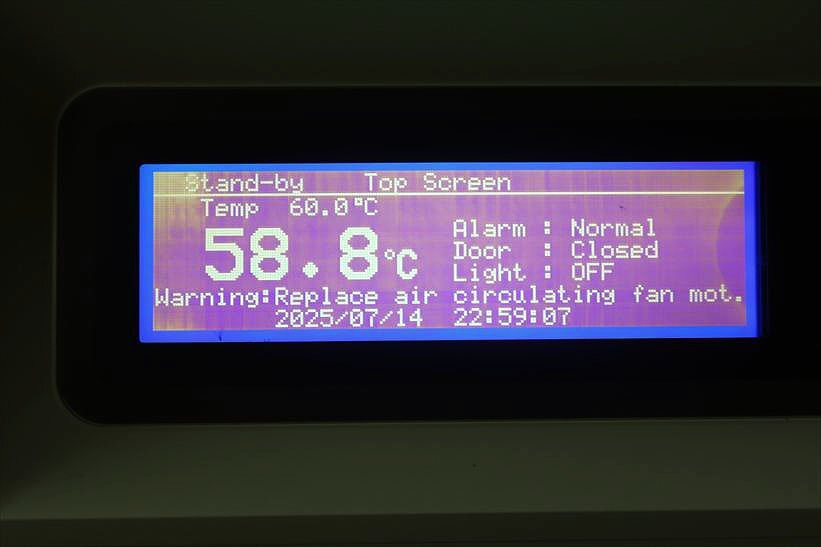 Stand-by Top Screen
Temp 60.0℃
58.8℃
Alarm : Normal
Door : Closed
Light : OFF
Warning:Replace air circulating fan mot.
2025/07/14 22:59:07